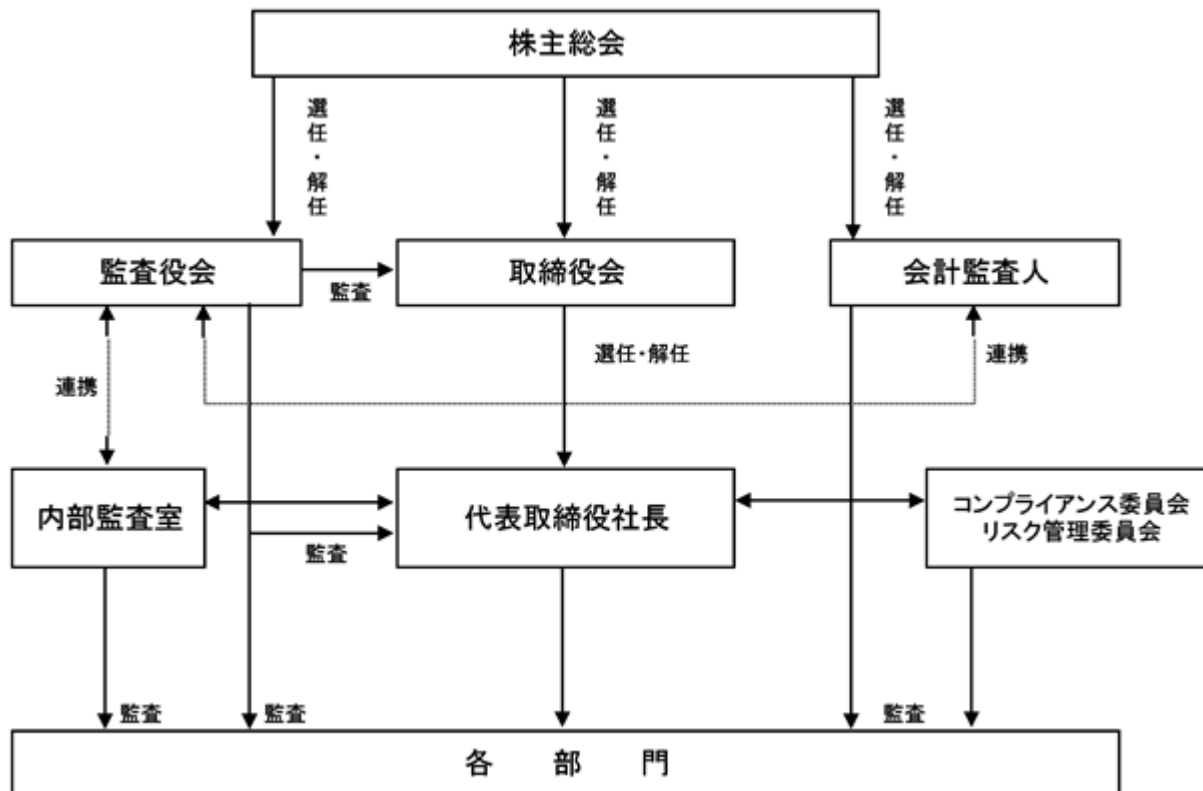 株主総会
選任・解任
選任・解任
選任・解任
監査役会
監査
取締役会
会計監査人
選任・解任
連携
連携
内部監査室
代表取締役社長
コンプライアンス委員会
リスク管理委員会
監査
監査
監査
監査
各　部　門